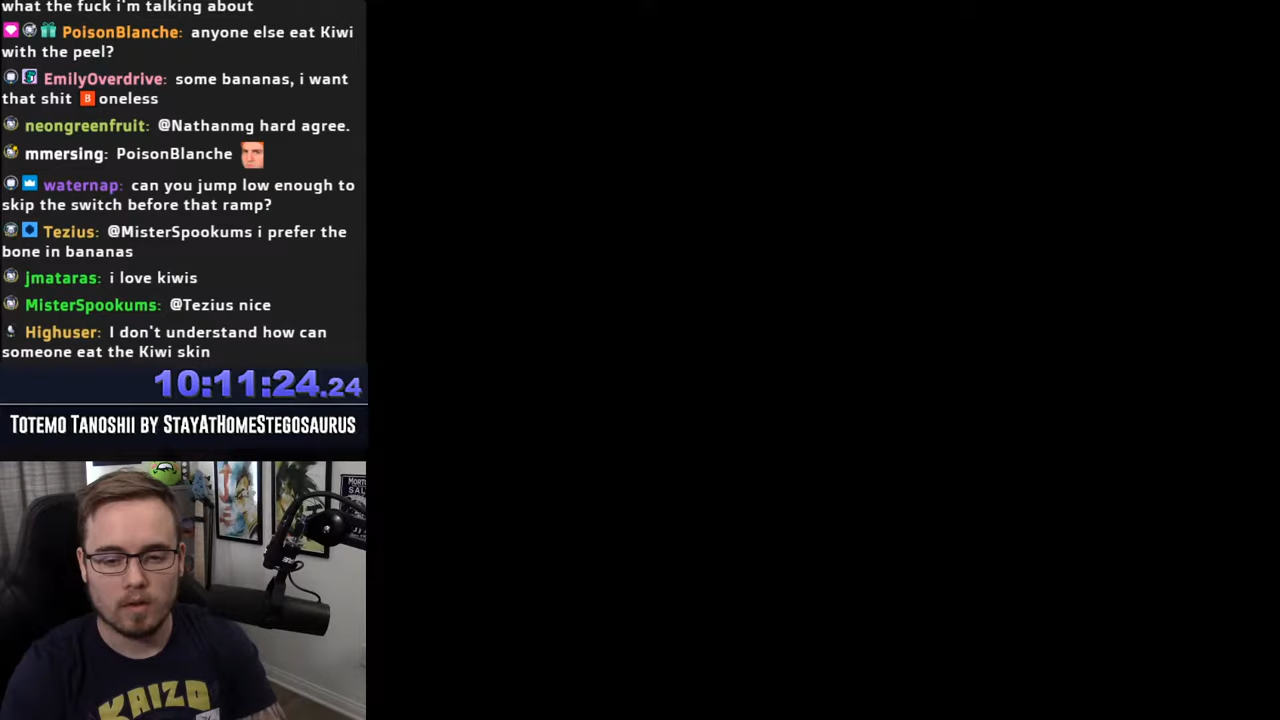 what the fuck i'm talking about
PoisonBlanche: anyone else eat Kiwi
with the peel?
EmilyOverdrive: some bananas, i want
that shit B oneless
neongreenfruit: @Nathanmg hard agree.
mmersing: PoisonBlanche
waternap: can you jump low enough to
skip the switch before that ramp?
Tezius: @MisterSpookums i prefer the
bone in bananas
jmataras: i love kiwis
MisterSpookums: @Tezius nice
Highuser: I don't understand how can
someone eat the Kiwi skin
10:11:24.24
Totemo Tanoshii by StayAtHomeStegosaurus
KAIZO